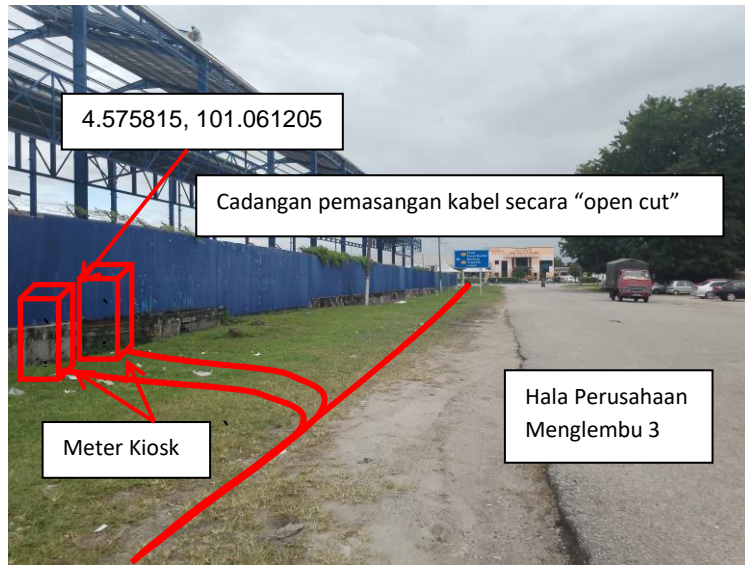 4.575815, 101.061205
Cadangan pemasangan kabel secara “open cut”
Hala Perusahaan
Menglembu 3
Meter Kiosk